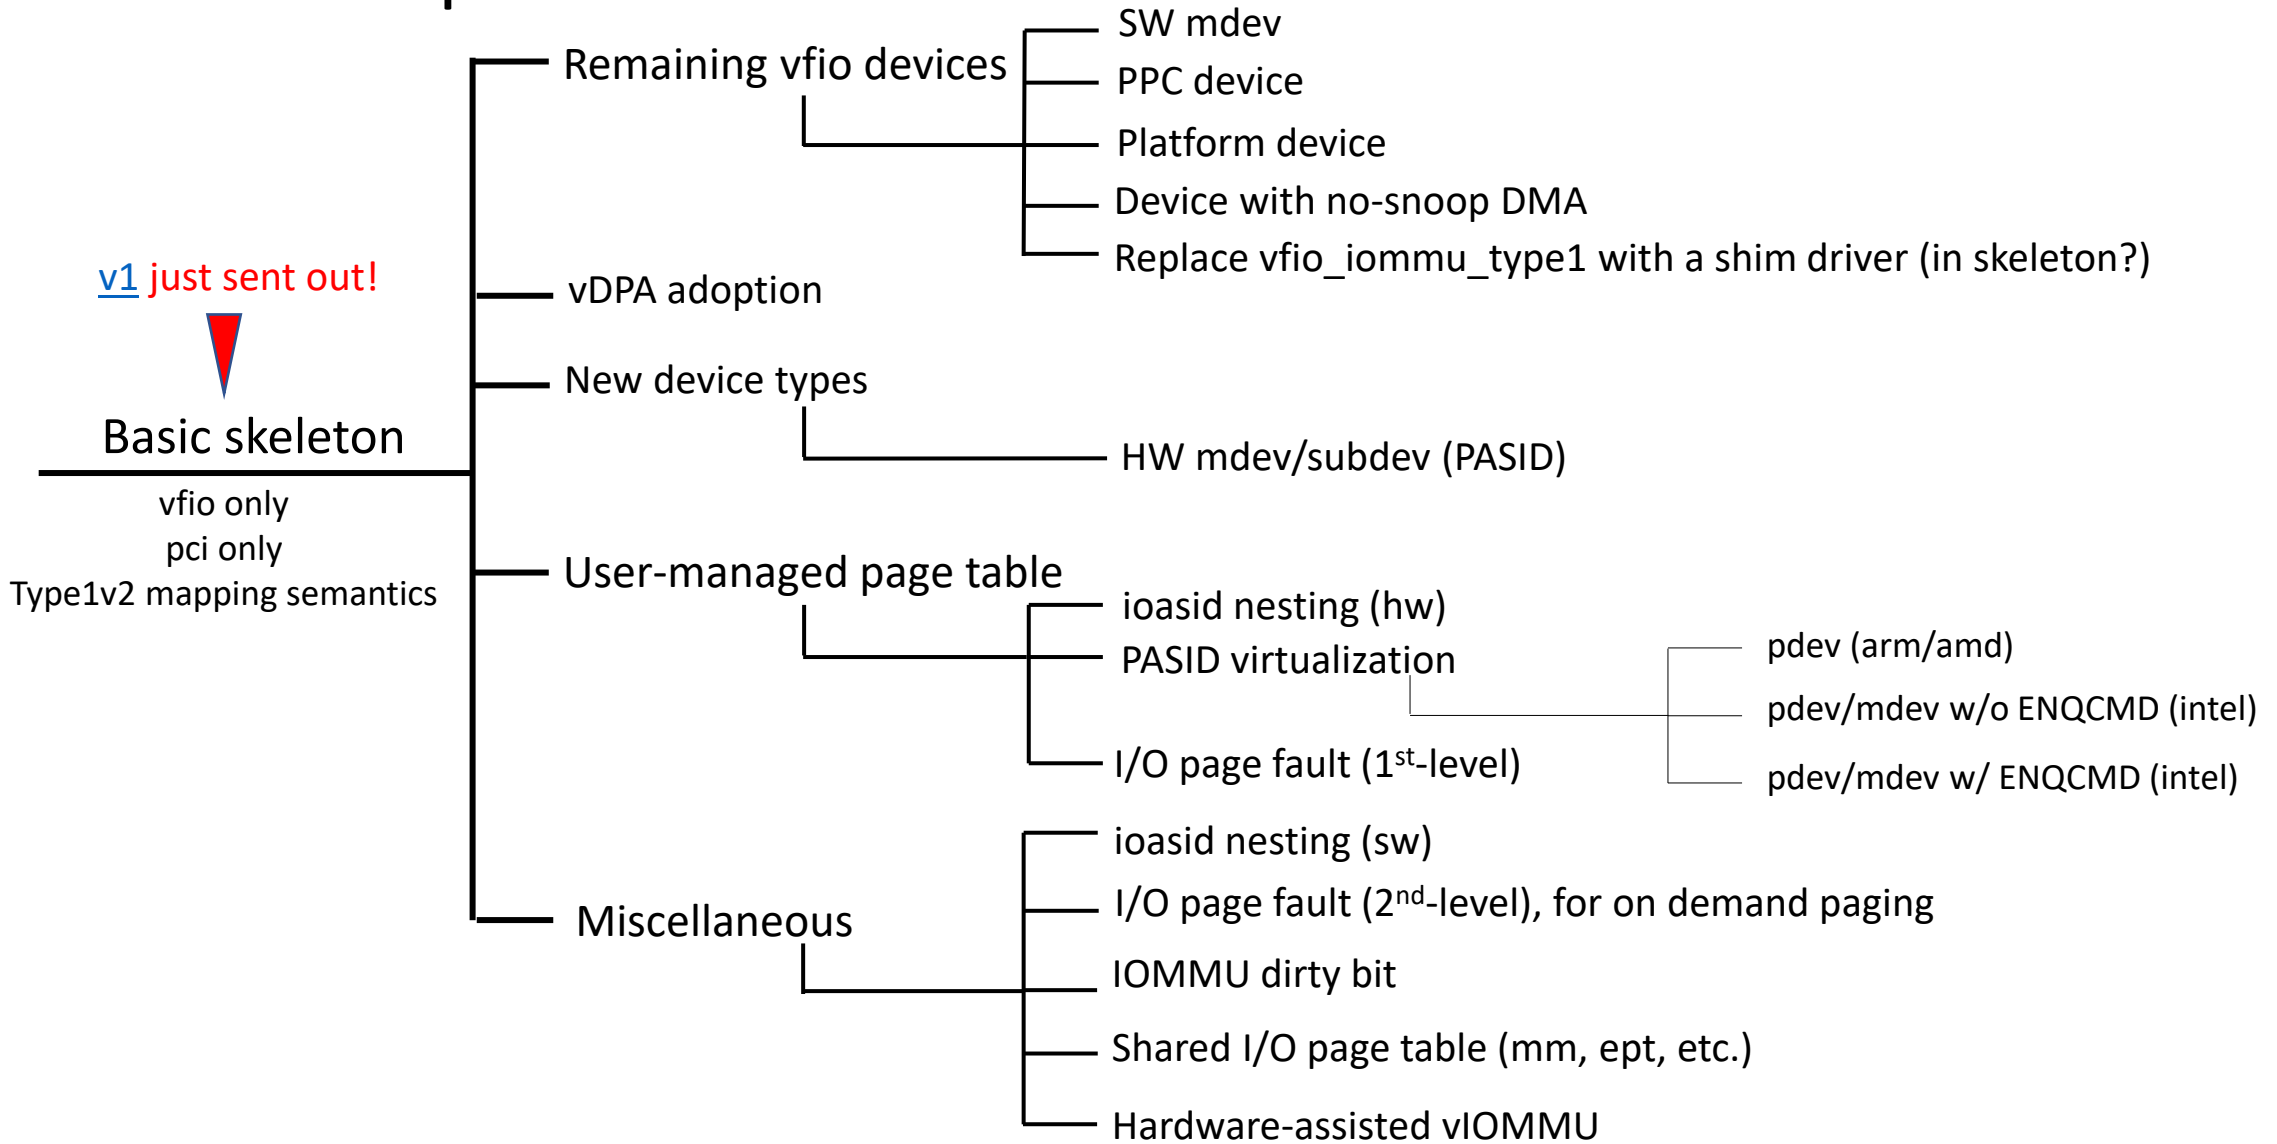 v1 just sent out!
Basic skeleton
vfio only
pci only
Type1v2 mapping semantics
Remaining vfio devices
SW mdev
PPC device
Platform device
Device with no-snoop DMA
Replace vfio_iommu_type1 with a shim driver (in skeleton?)
vDPA adoption
New device types
HW mdev/subdev (PASID)
User-managed page table
ioasid nesting (hw)
PASID virtualization
pdev (arm/amd)
pdev/mdev w/o ENQCMD (intel)
pdev/mdev w/ ENQCMD (intel)
I/O page fault (1st-level)
Miscellaneous
ioasid nesting (sw)
I/O page fault (2nd-level), for on demand paging
IOMMU dirty bit
Shared I/O page table (mm, ept, etc.)
Hardware-assisted vIOMMU